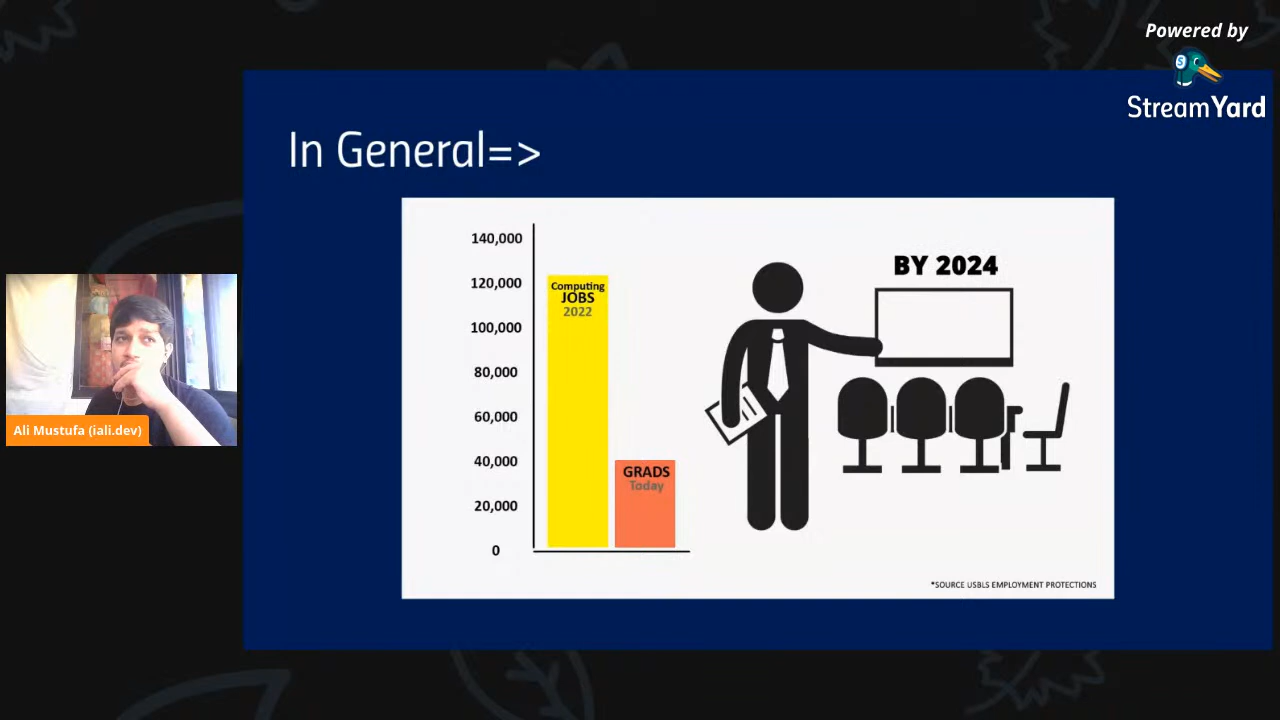 Powered by
StreamYard
In General=>
140,000
120,000
100,000
80,000
60,000
40,000
20,000
0
Computing
JOBS
2022
GRADS
Today
BY 2024
*SOURCE USBLS EMPLOYMENT PROTECTIONS
Ali Mustufa (iali.dev)